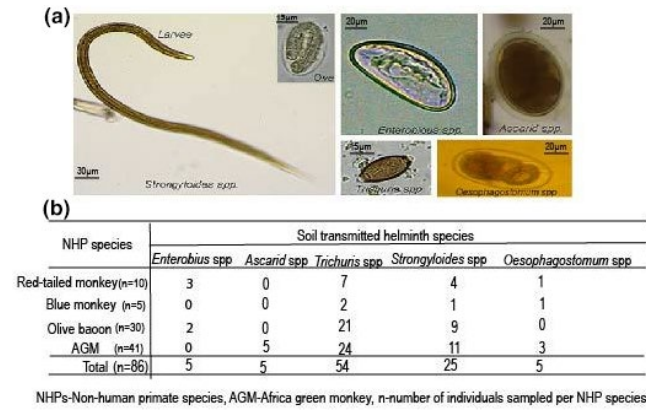 (a)
Larvae
15µm
Ova
30µm
Strongyloides spp.
20µm
Enterobious spp.
20µm
Ascarid spp.
15µm
Trichuris spp
20µm
Oesophagostomum spp
(b)
NHP species Soil transmitted helminth species
Enterobius spp Ascarid spp Trichuris spp Strongyloides spp Oesophagostomum spp
Red-tailed monkey(n=10) 3 0 7 4 1
Blue monkey (n=5) 0 0 2 1 1
Olive baoon (n=30) 2 0 21 9 0
AGM (n=41) 0 5 24 11 3
Total (n=86) 5 5 54 25 5
NHPs-Non-human primate species, AGM-Africa green monkey, n-number of individuals sampled per NHP species